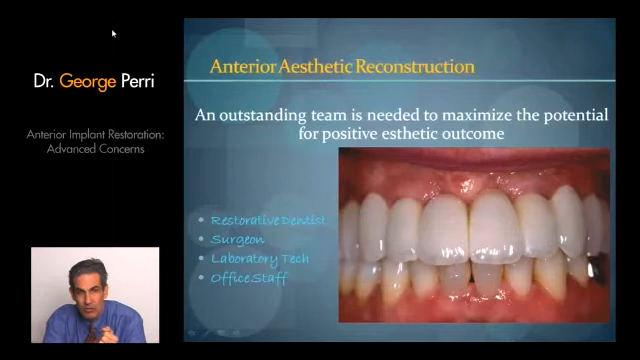 Dr. George Perri
Anterior Implant Restoration:
Advanced Concerns
Anterior Aesthetic Reconstruction
An outstanding team is needed to maximize the potential
for positive esthetic outcome
Restorative Dentist
Surgeon
Laboratory Tech
Office Staff